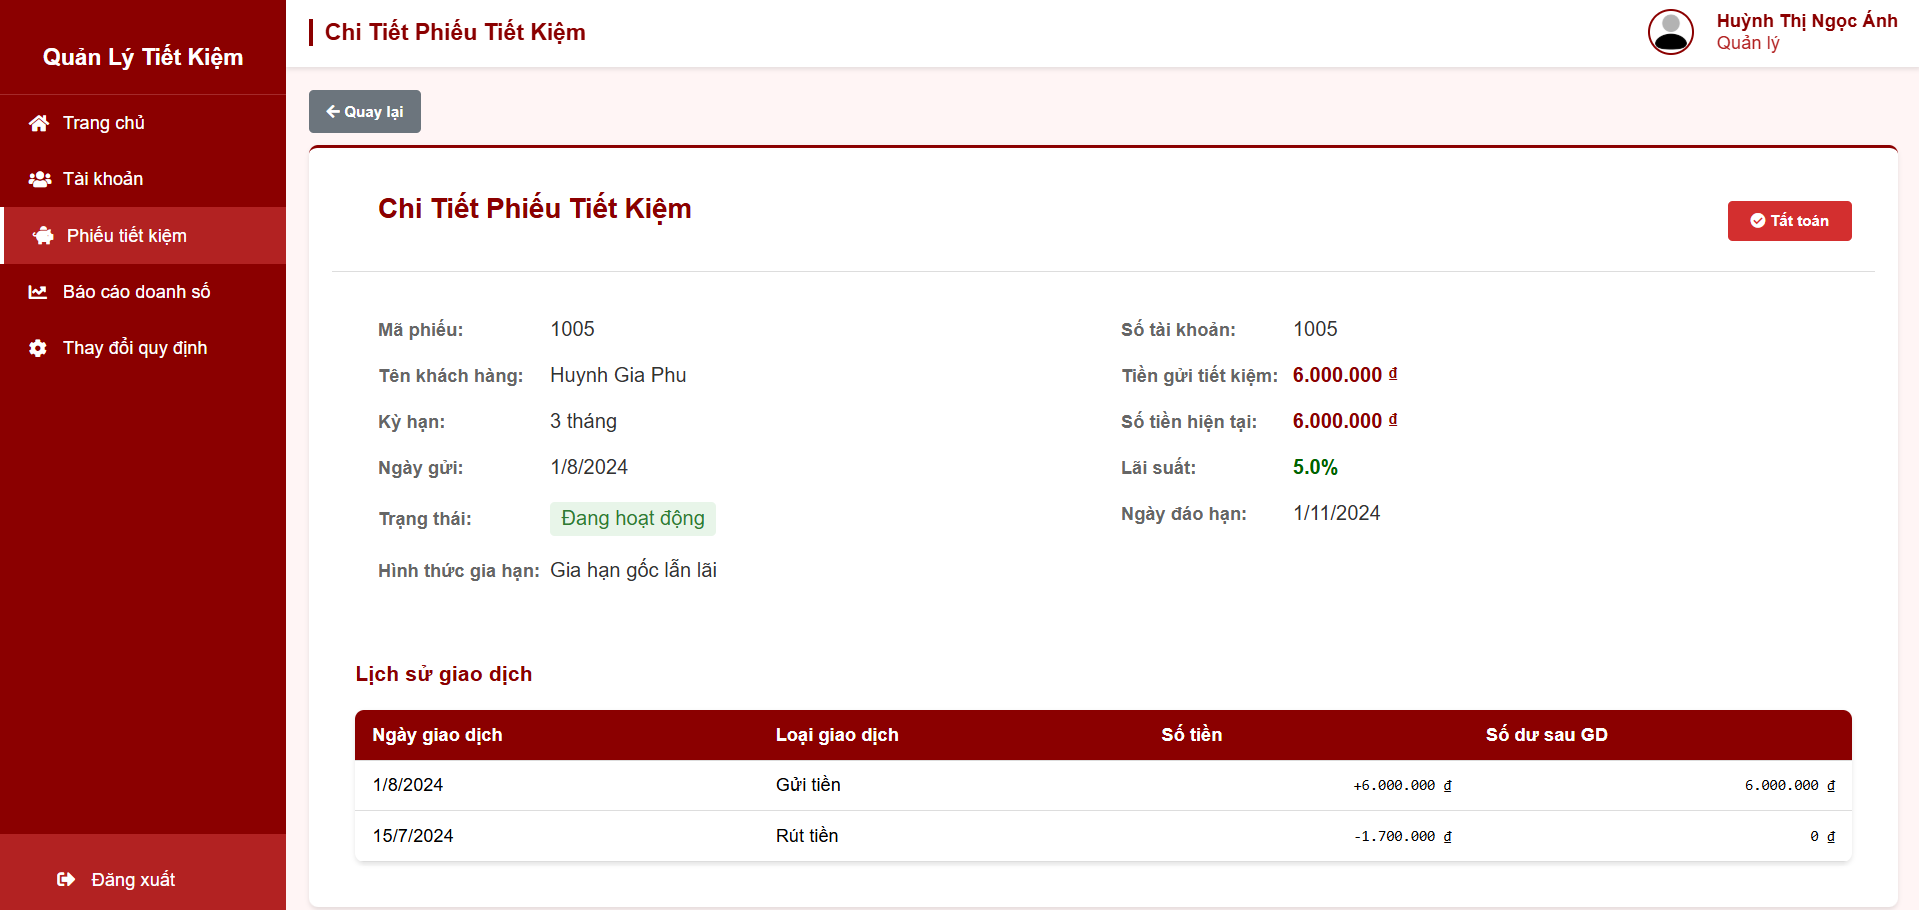 Quản Lý Tiết Kiệm
Trang chủ
Tài khoản
Phiếu tiết kiệm
Báo cáo doanh số
Thay đổi quy định
Đăng xuất
Chi Tiết Phiếu Tiết Kiệm
Huỳnh Thị Ngọc Ánh
Quản lý
Quay lại
Chi Tiết Phiếu Tiết Kiệm
Tất toán
Mã phiếu: 1005
Tên khách hàng: Huynh Gia Phu
Kỳ hạn: 3 tháng
Ngày gửi: 1/8/2024
Trạng thái: Đang hoạt động
Hình thức gia hạn: Gia hạn gốc lẫn lãi
Số tài khoản: 1005
Tiền gửi tiết kiệm: 6.000.000 ₫
Số tiền hiện tại: 6.000.000 ₫
Lãi suất: 5.0%
Ngày đáo hạn: 1/11/2024
Lịch sử giao dịch
Ngày giao dịch Loại giao dịch Số tiền Số dư sau GD
1/8/2024 Gửi tiền +6.000.000 ₫ 6.000.000 ₫
15/7/2024 Rút tiền -1.700.000 ₫ 0 ₫